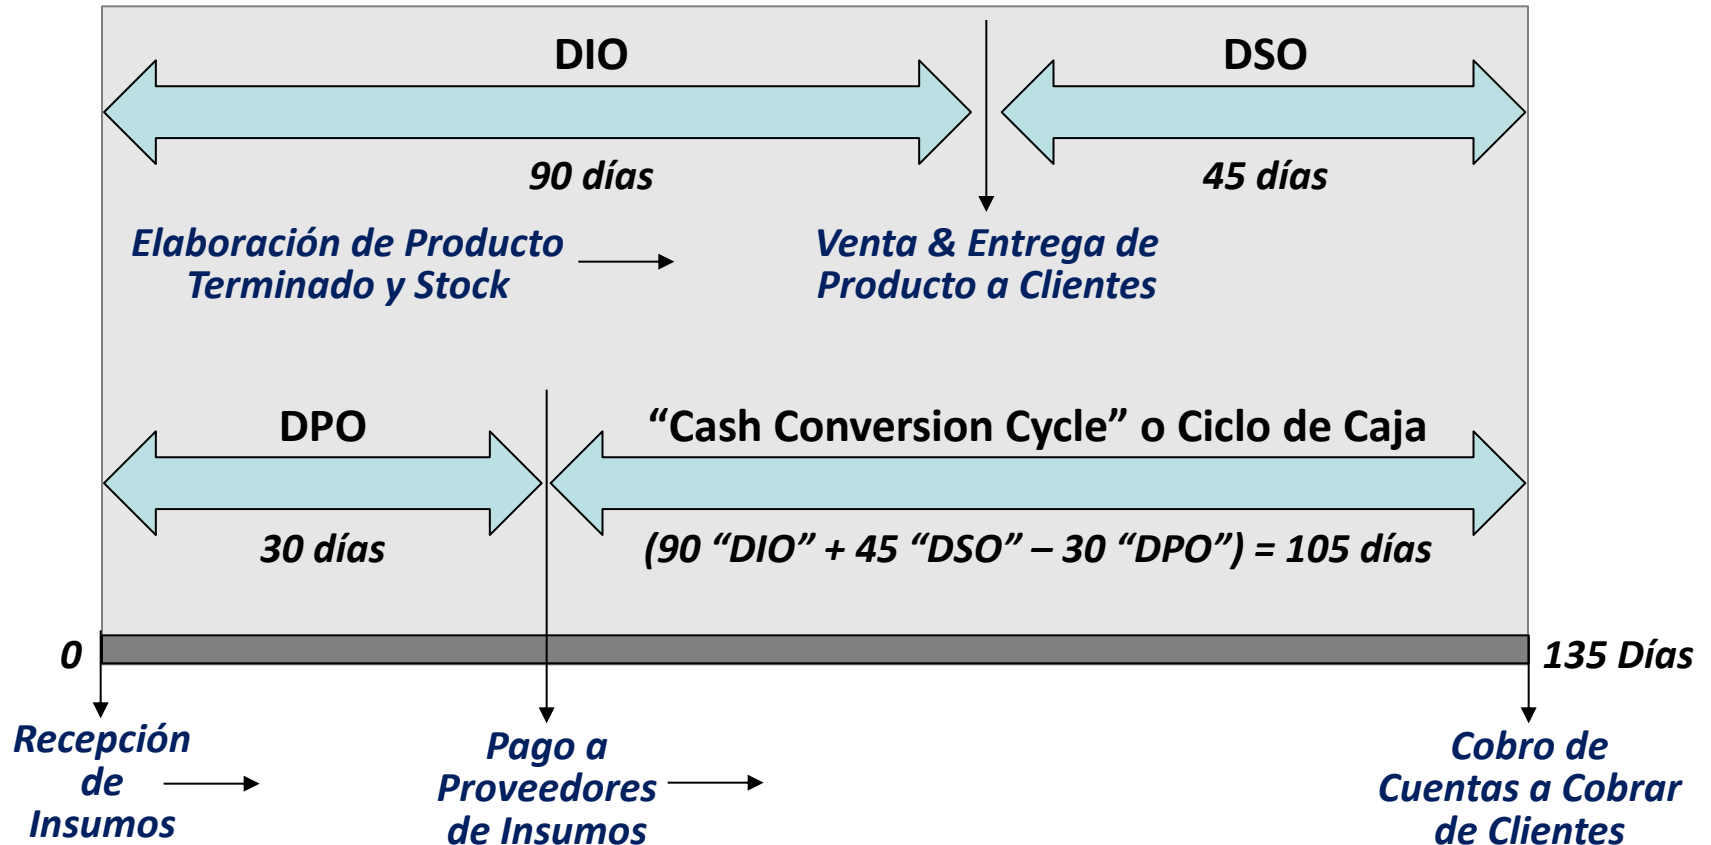 DIO
DSO
90 días
45 días
Elaboración de Producto
Terminado y Stock
Venta & Entrega de
Producto a Clientes
DPO
“Cash Conversion Cycle” o Ciclo de Caja
30 días
(90 “DIO” + 45 “DSO” – 30 “DPO”) = 105 días
0
135 Días
Recepción
de
Insumos
Pago a
Proveedores
de Insumos
Cobro de
Cuentas a Cobrar
de Clientes